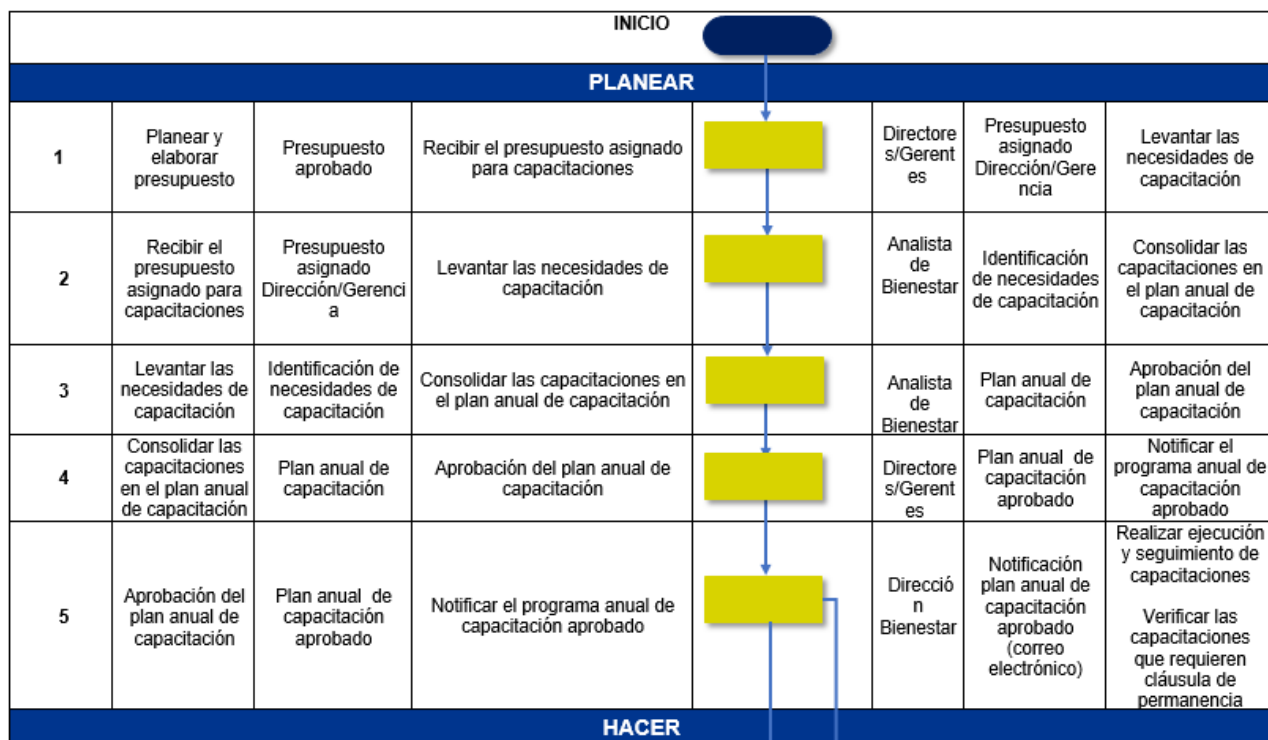 INICIO
PLANEAR
1
Planear y
elaborar
presupuesto
Presupuesto
aprobado
Recibir el presupuesto asignado
para capacitaciones
Directore
s/Gerent
es
Presupuesto
asignado
Dirección/Gere
ncia
Levantar las
necesidades de
capacitación
2
Recibir el
presupuesto
asignado para
capacitaciones
Presupuesto
asignado
Dirección/Gerenci
a
Levantar las necesidades de
capacitación
Analista
de
Bienestar
Identificación
de necesidades
de capacitación
Consolidar las
capacitaciones en
el plan anual de
capacitación
3
Levantar las
necesidades de
capacitación
Identificación de
necesidades de
capacitación
Consolidar las capacitaciones en
el plan anual de capacitación
Analista
de
Bienestar
Plan anual de
capacitación
Aprobación del
plan anual de
capacitación
4
Consolidar las
capacitaciones
en el plan anual
de capacitación
Plan anual de
capacitación
Aprobación del plan anual de
capacitación
Directore
s/Gerent
es
Plan anual de
capacitación
aprobado
Notificar el
programa anual de
capacitación
aprobado
5
Aprobación del
plan anual de
capacitación
Plan anual de
capacitación
aprobado
Notificar el programa anual de
capacitación aprobado
Direcció
n
Bienestar
Notificación
plan anual de
capacitación
aprobado
(correo
electrónico)
Realizar ejecución
y seguimiento de
capacitaciones
Verificar las
capacitaciones
que requieren
cláusula de
permanencia
HACER